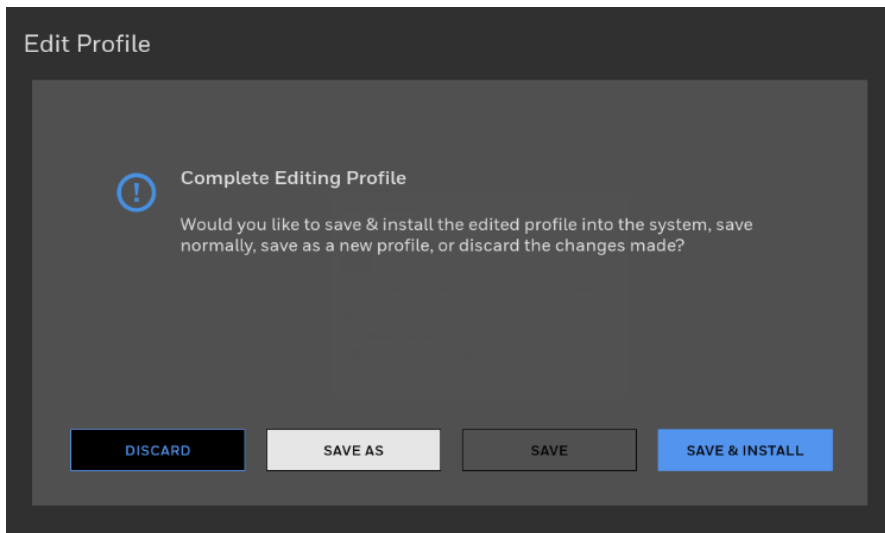 Edit Profile
Complete Editing Profile
Would you like to save & install the edited profile into the system, save
normally, save as a new profile, or discard the changes made?
DISCARD
SAVE AS
SAVE
SAVE & INSTALL